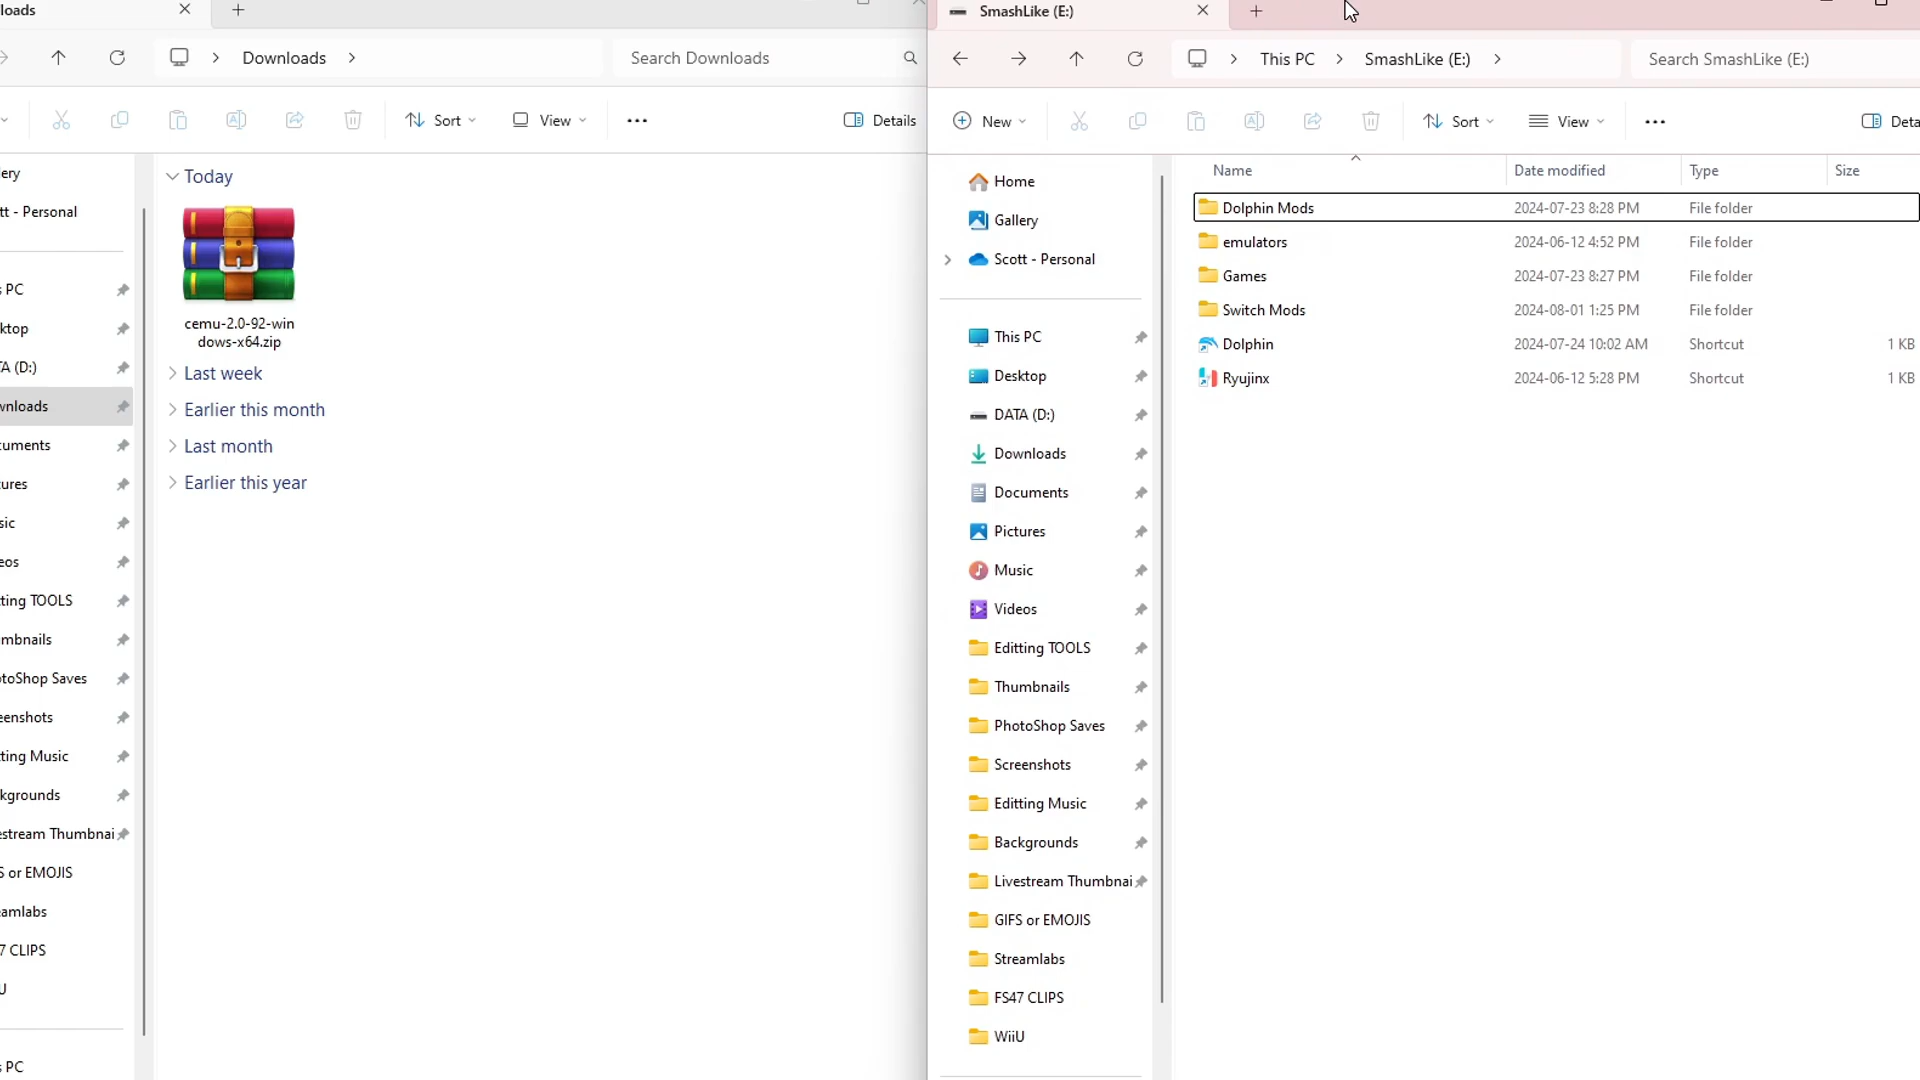 loads
Downloads
Search Downloads
Sort
View
Details
ery
tt - Personal
PC
ktop
TA (D:)
wnloads
cuments
tures
sic
eos
tting TOOLS
mbnails
otoShop Saves
eenshots
tting Music
kgrounds
estream Thumbnai
S or EMOJIS
eamlabs
7 CLIPS
U
PC
Today
cemu-2.0-92-win
dows-x64.zip
Last week
Earlier this month
Last month
Earlier this year
SmashLike (E:)
This PC
SmashLike (E:)
Search SmashLike (E:)
New
Sort
View
Deta
Home
Gallery
Scott - Personal
This PC
Desktop
DATA (D:)
Downloads
Documents
Pictures
Music
Videos
Editting TOOLS
Thumbnails
PhotoShop Saves
Screenshots
Editting Music
Backgrounds
Livestream Thumbnai
GIFS or EMOJIS
Streamlabs
FS47 CLIPS
WiiU
Name Date modified Type Size
Dolphin Mods 2024-07-23 8:28 PM File folder
emulators 2024-06-12 4:52 PM File folder
Games 2024-07-23 8:27 PM File folder
Switch Mods 2024-08-01 1:25 PM File folder
Dolphin 2024-07-24 10:02 AM Shortcut 1 KB
Ryujinx 2024-06-12 5:28 PM Shortcut 1 KB